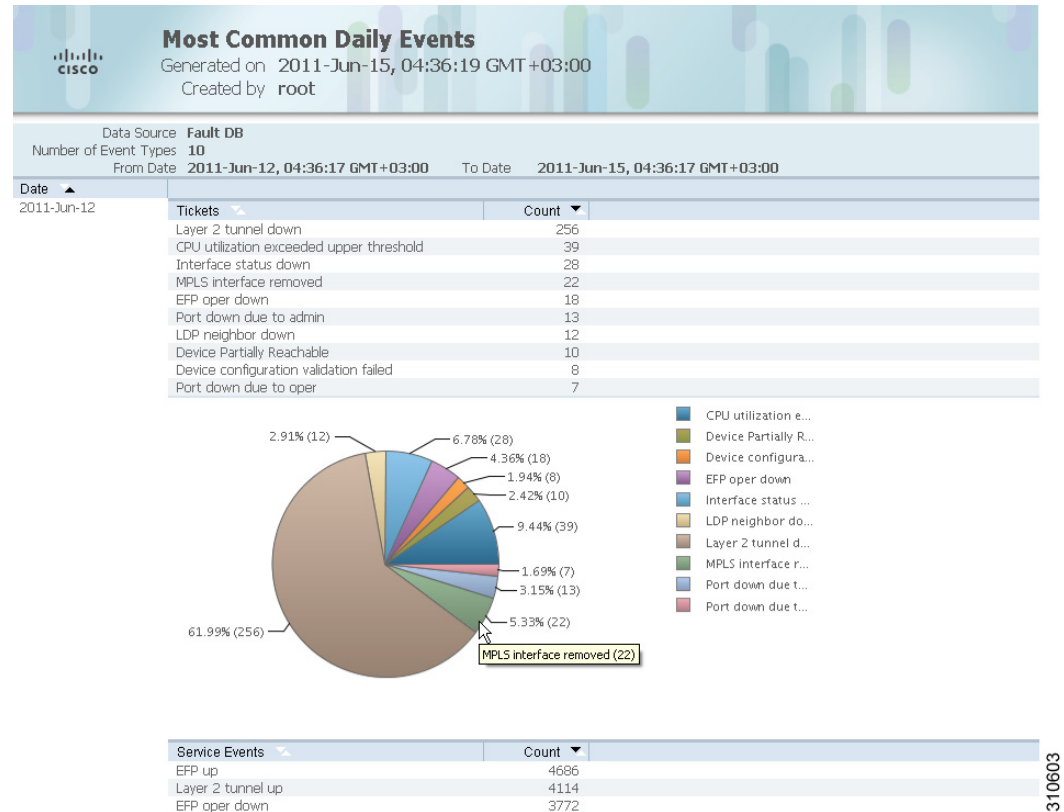 CISCO
Most Common Daily Events
Generated on 2011-Jun-15, 04:36:19 GMT+03:00
Created by root
Data Source Fault DB
Number of Event Types 10
From Date 2011-Jun-12, 04:36:17 GMT+03:00 To Date 2011-Jun-15, 04:36:17 GMT+03:00
Date
2011-Jun-12
Tickets Count
Layer 2 tunnel down 256
CPU utilization exceeded upper threshold 39
Interface status down 28
MPLS interface removed 22
EFP oper down 18
Port down due to admin 13
LDP neighbor down 12
Device Partially Reachable 10
Device configuration validation failed 8
Port down due to oper 7
2.91% (12)
6.78% (28)
4.36% (18)
1.94% (8)
2.42% (10)
9.44% (39)
1.69% (7)
3.15% (13)
5.33% (22)
61.99% (256)
MPLS interface removed (22)
CPU utilization e...
Device Partially R...
Device configura...
EFP oper down
Interface status ...
LDP neighbor do...
Layer 2 tunnel d...
MPLS interface r...
Port down due t...
Port down due t...
Service Events Count
EFP up 4686
Layer 2 tunnel up 4114
EFP oper down 3772
310603